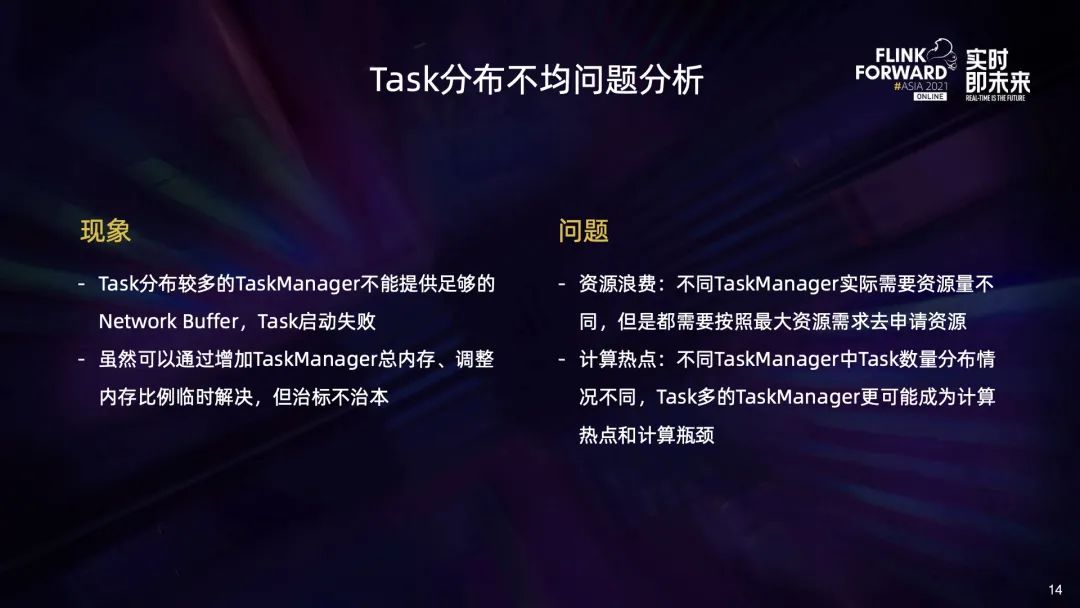 Task分布不均问题分析
FLINK
FORWARD
#ASIA 2021
ONLINE
实时
即未来
REAL-TIME IS THE FUTURE
现象
- Task分布较多的TaskManager不能提供足够的
Network Buffer，Task启动失败
- 虽然可以通过增加TaskManager总内存、调整
内存比例临时解决，但治标不治本
问题
- 资源浪费：不同TaskManager实际需要资源量不
同，但是都需要按照最大资源需求去申请资源
- 计算热点：不同TaskManager中Task数量分布情
况不同，Task多的TaskManager更可能成为计算
热点和计算瓶颈
14